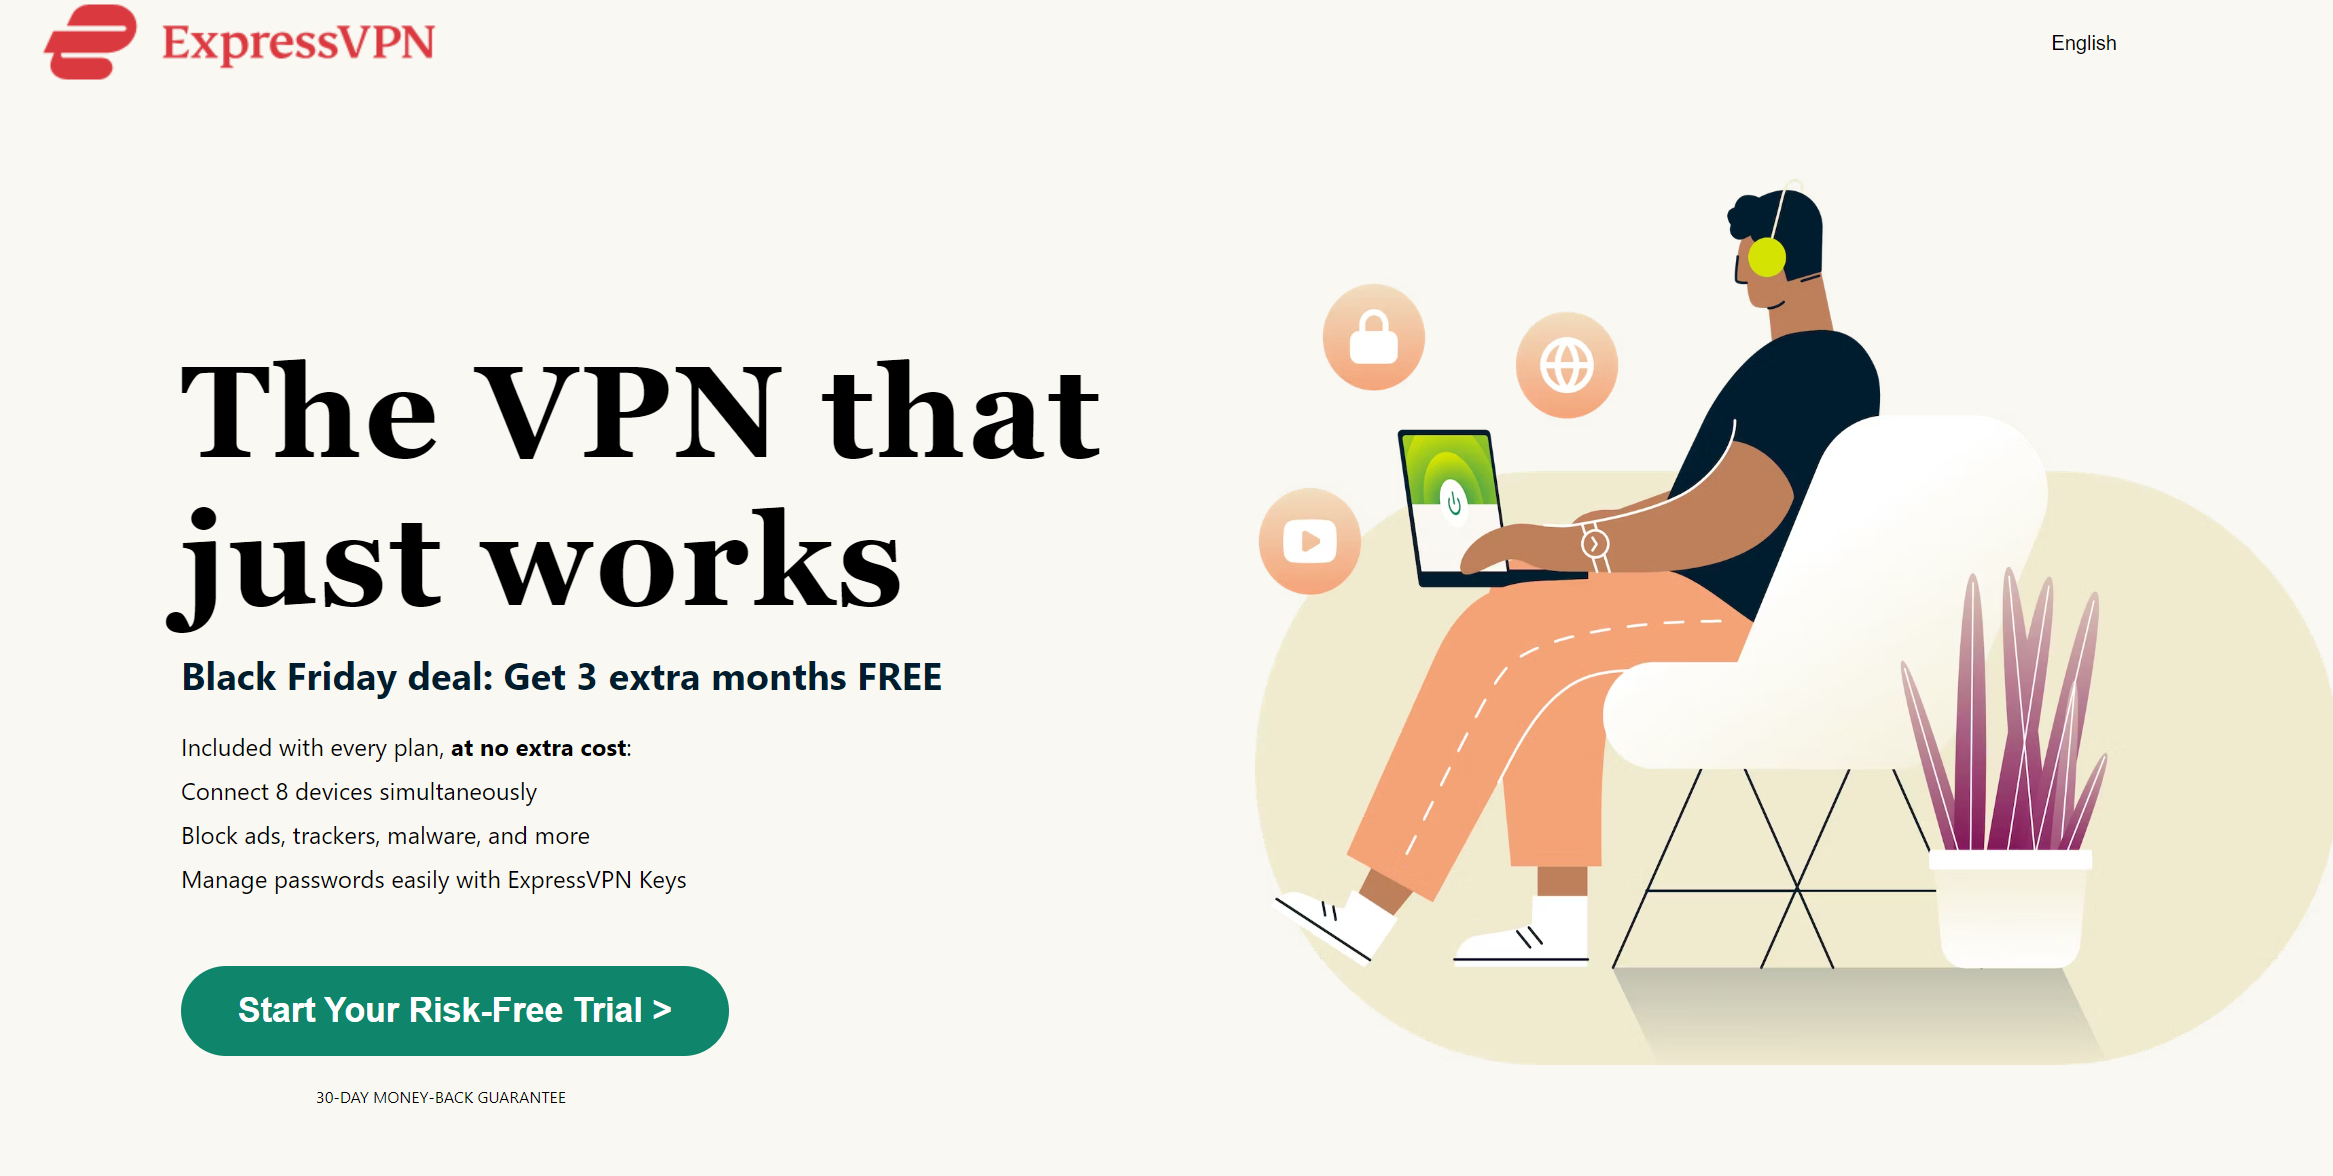 ExpressVPN
English
The VPN that
just works
Black Friday deal: Get 3 extra months FREE
Included with every plan, at no extra cost:
Connect 8 devices simultaneously
Block ads, trackers, malware, and more
Manage passwords easily with ExpressVPN Keys
Start Your Risk-Free Trial >
30-DAY MONEY-BACK GUARANTEE